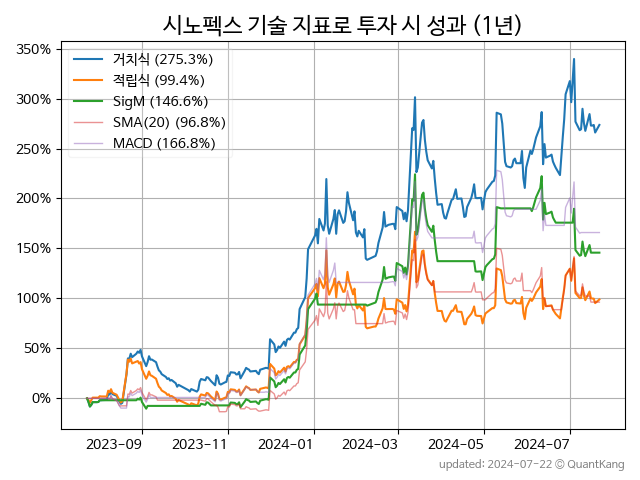 시노펙스 기술 지표로 투자 시 성과 (1년)
거치식 (275.3%)
적립식 (99.4%)
SigM (146.6%)
SMA(20) (96.8%)
MACD (166.8%)
350%
300%
250%
200%
150%
100%
50%
0%
2023-09 2023-11 2024-01 2024-03 2024-05 2024-07
updated: 2024-07-22 © QuantKang